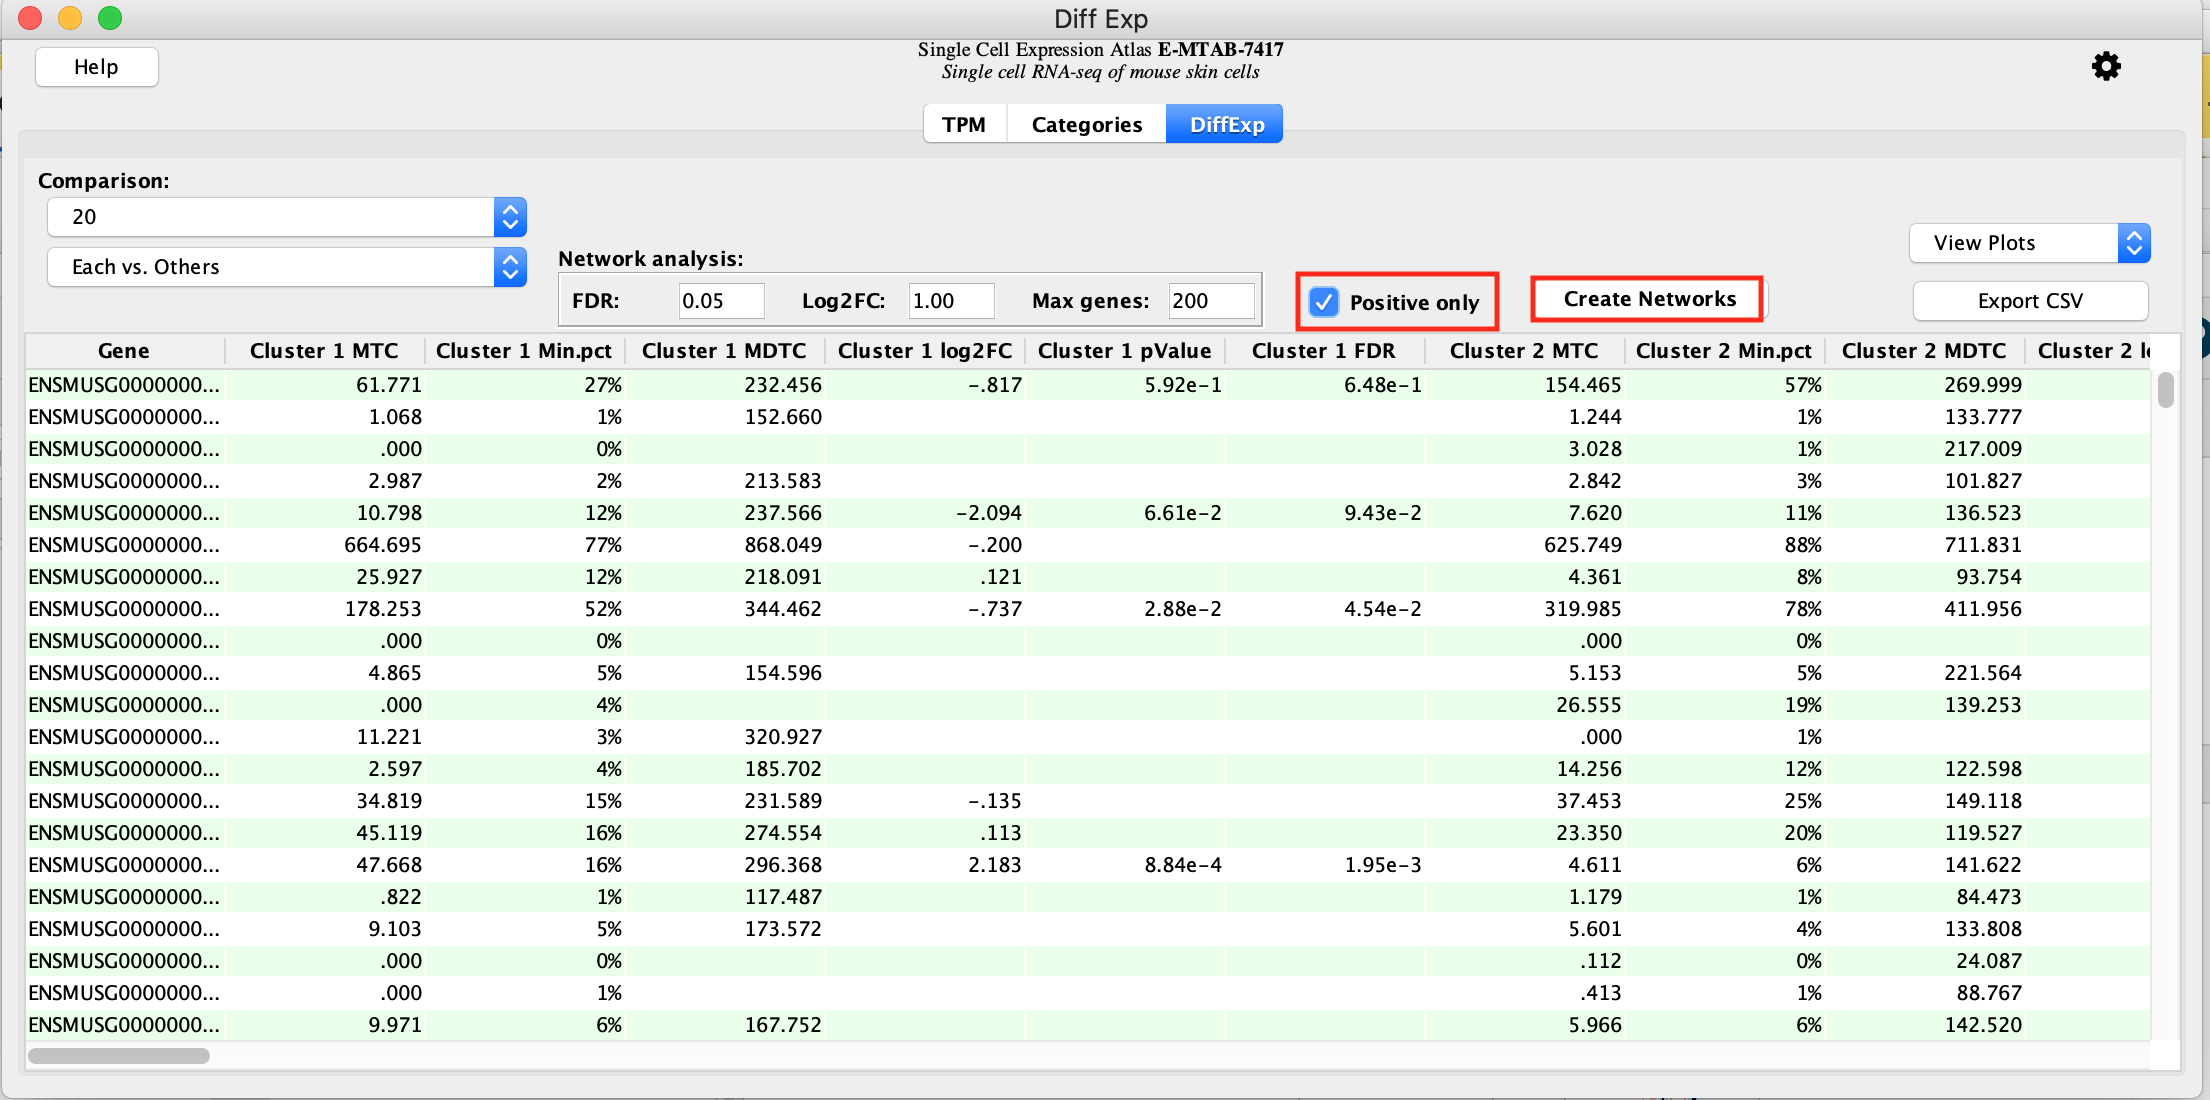 Diff Exp
Help
Single Cell Expression Atlas E-MTAB-7417
Single cell RNA-seq of mouse skin cells
TPM Categories DiffExp
Comparison:
20
Each vs. Others
Network analysis:
FDR: 0.05 Log2FC: 1.00 Max genes: 200
Positive only
Create Networks
View Plots
Export CSV
Gene Cluster 1 MTC Cluster 1 Min.pct Cluster 1 MDTC Cluster 1 log2FC Cluster 1 pValue Cluster 1 FDR Cluster 2 MTC Cluster 2 Min.pct Cluster 2 MDTC Cluster 2
ENSMUSG0000000... 61.771 27% 232.456 -.817 5.92e-1 6.48e-1 154.465 57% 269.999
ENSMUSG0000000... 1.068 1% 152.660 1.244 1% 133.777
ENSMUSG0000000... .000 0% 3.028 1% 217.009
ENSMUSG0000000... 2.987 2% 213.583 2.842 3% 101.827
ENSMUSG0000000... 10.798 12% 237.566 -2.094 6.61e-2 9.43e-2 7.620 11% 136.523
ENSMUSG0000000... 664.695 77% 868.049 -.200 625.749 88% 711.831
ENSMUSG0000000... 25.927 12% 218.091 .121 4.361 8% 93.754
ENSMUSG0000000... 178.253 52% 344.462 -.737 2.88e-2 4.54e-2 319.985 78% 411.956
ENSMUSG0000000... .000 0% .000 0%
ENSMUSG0000000... 4.865 5% 154.596 5.153 5% 221.564
ENSMUSG0000000... .000 4% 26.555 19% 139.253
ENSMUSG0000000... 11.221 3% 320.927 .000 1%
ENSMUSG0000000... 2.597 4% 185.702 14.256 12% 122.598
ENSMUSG0000000... 34.819 15% 231.589 -.135 37.453 25% 149.118
ENSMUSG0000000... 45.119 16% 274.554 .113 23.350 20% 119.527
ENSMUSG0000000... 47.668 16% 296.368 2.183 8.84e-4 1.95e-3 4.611 6% 141.622
ENSMUSG0000000... .822 1% 117.487 1.179 1% 84.473
ENSMUSG0000000... 9.103 5% 173.572 5.601 4% 133.808
ENSMUSG0000000... .000 0% .112 0% 24.087
ENSMUSG0000000... .000 1% .413 1% 88.767
ENSMUSG0000000... 9.971 6% 167.752 5.966 6% 142.520